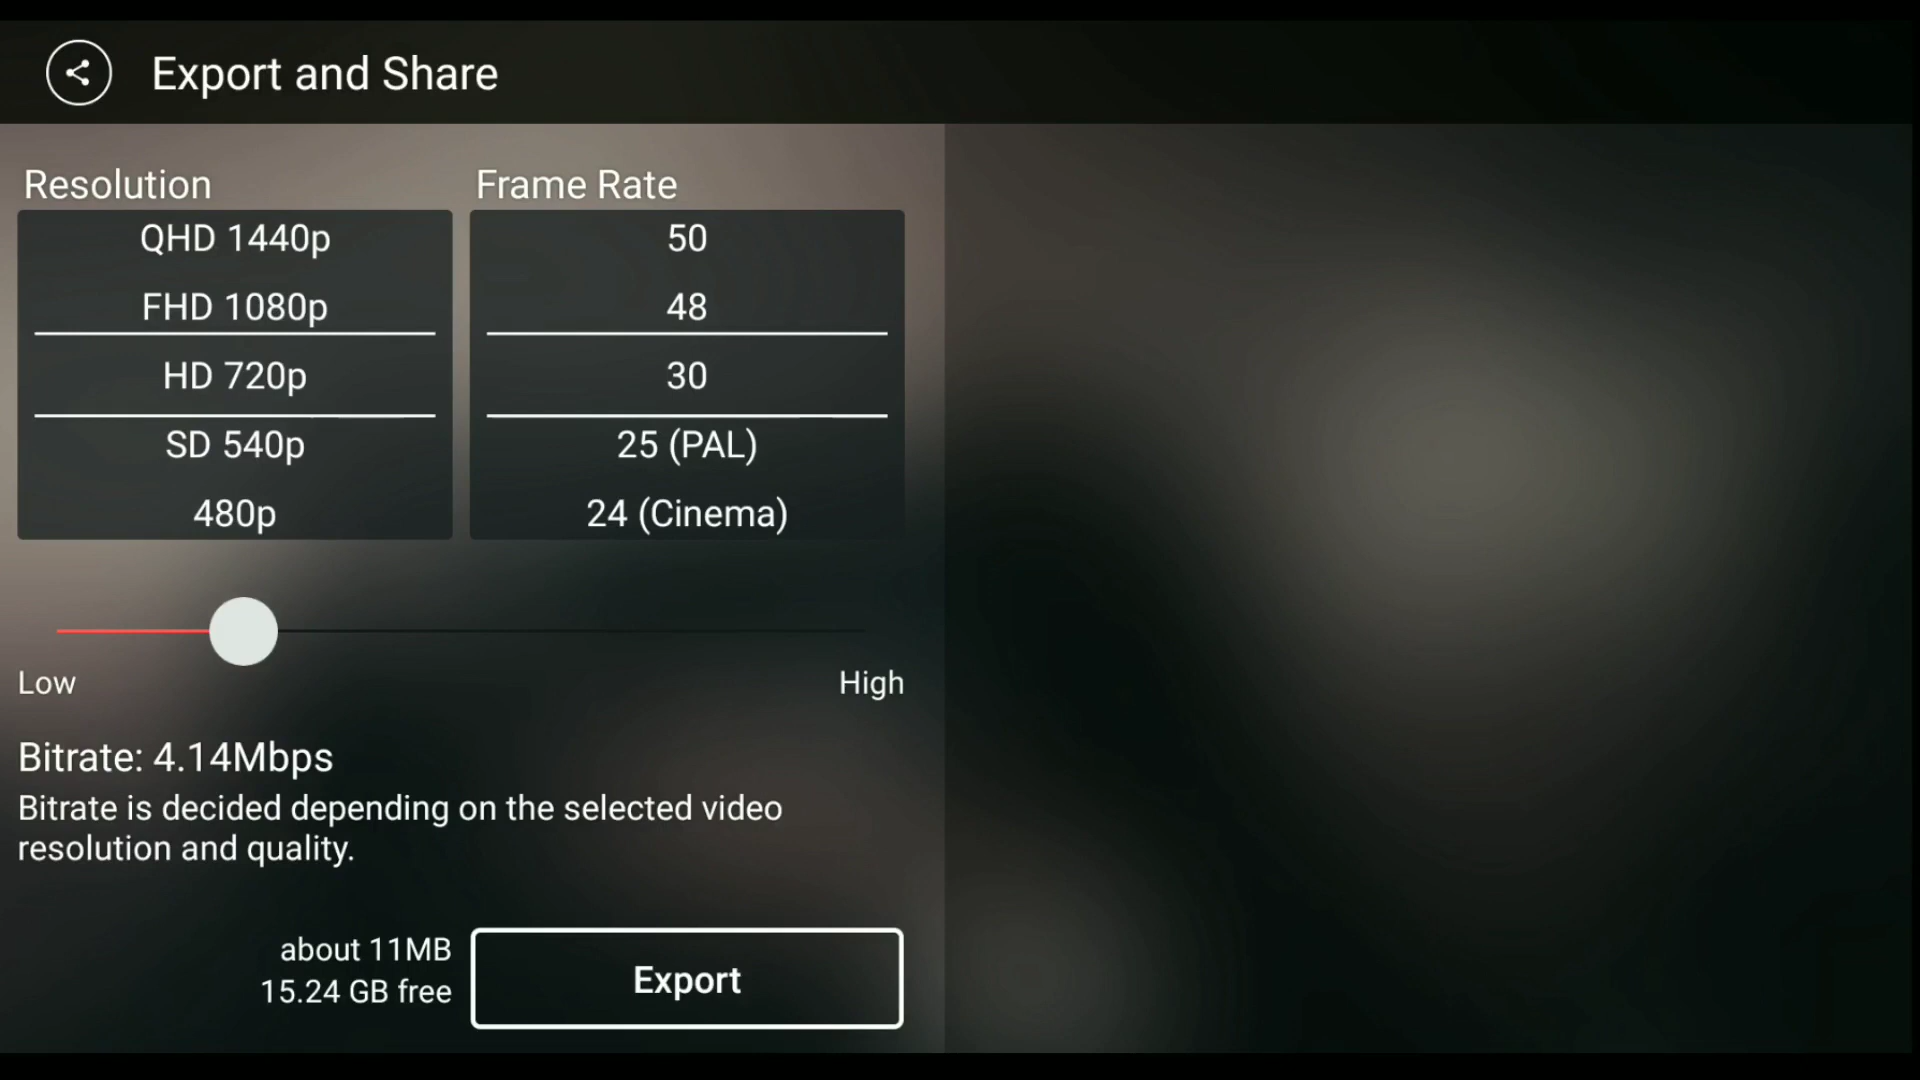 Export and Share
Resolution
QHD 1440p
FHD 1080p
HD 720p
SD 540p
480p
Frame Rate
50
48
30
25 (PAL)
24 (Cinema)
Low
High
Bitrate: 4.14Mbps
Bitrate is decided depending on the selected video
resolution and quality.
about 11MB
15.24 GB free
Export